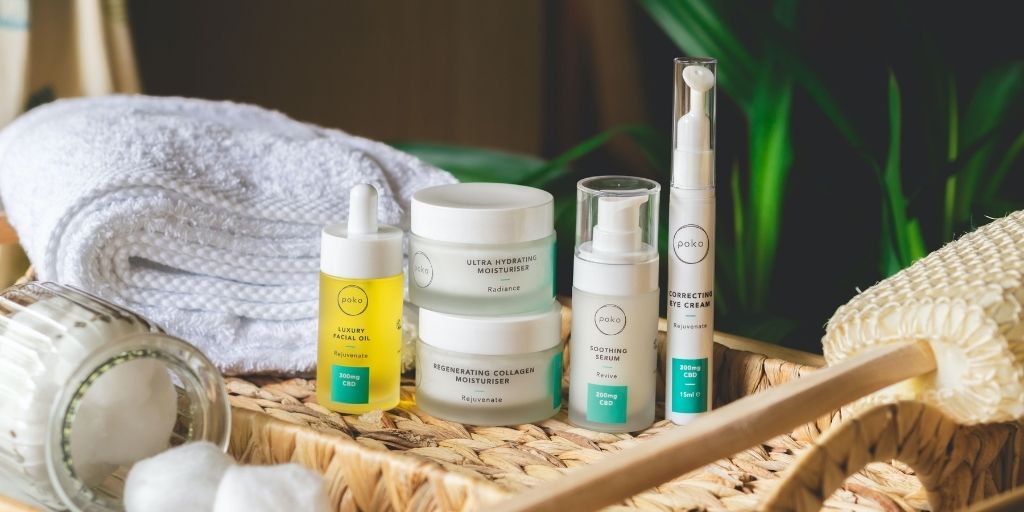 poko
LUXURY
FACIAL OIL
Rejuvenate
300mg
CBD
poko
ULTRA HYDRATING
MOISTURISER
Radiance
REGENERATING COLLAGEN
MOISTURISER
Rejuvenate
poko
SOOTHING
SERUM
Revive
200mg
CBD
poko
CORRECTING
EYE CREAM
Rejuvenate
300mg
CBD
15ml ℮